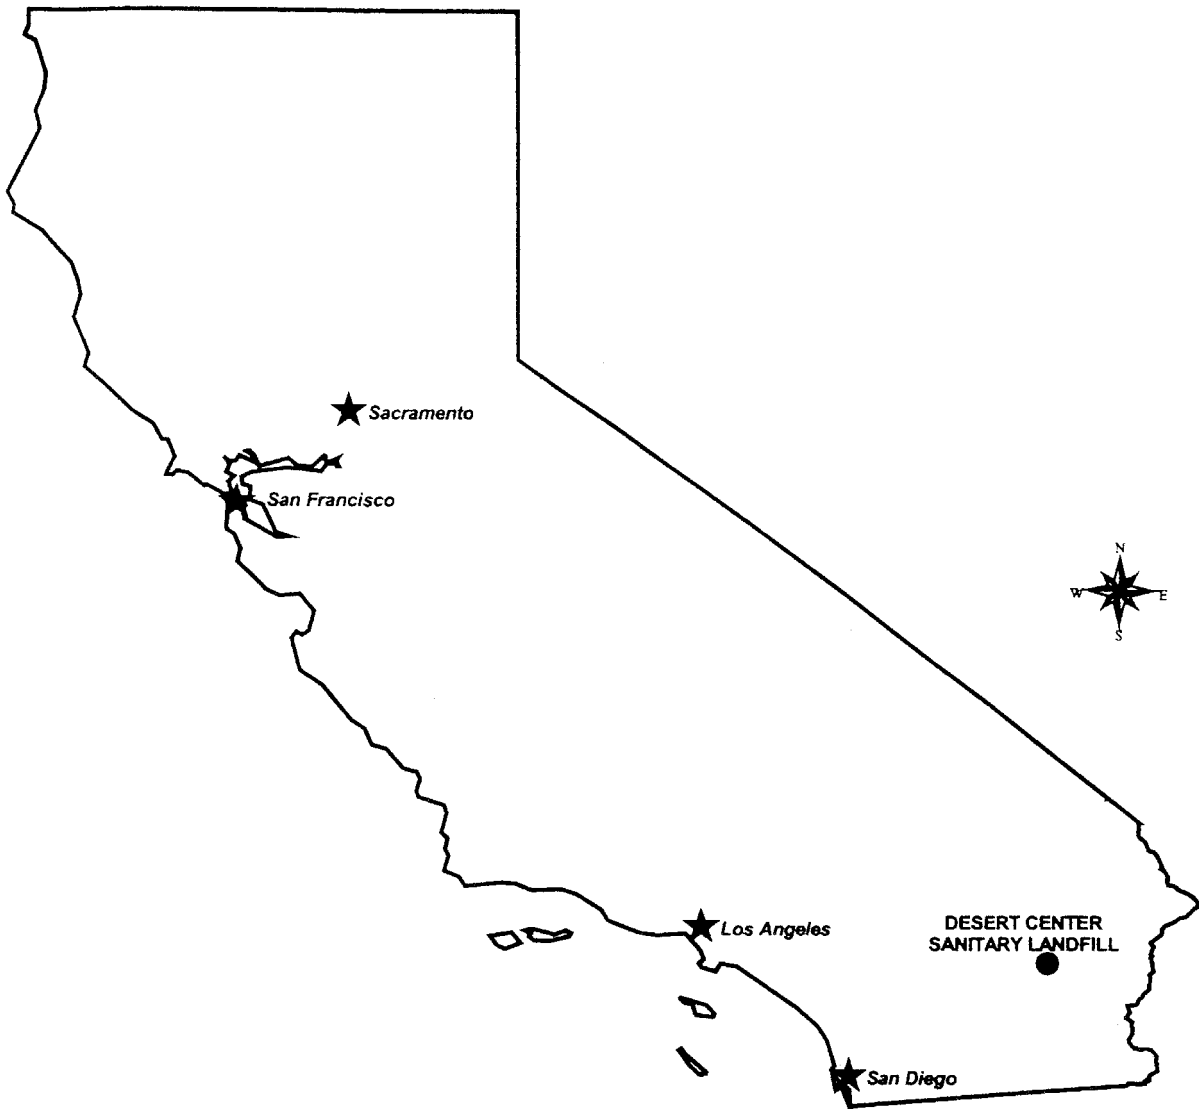 Sacramento
San Francisco
N
W E
S
Los Angeles
DESERT CENTER
SANITARY LANDFILL
San Diego